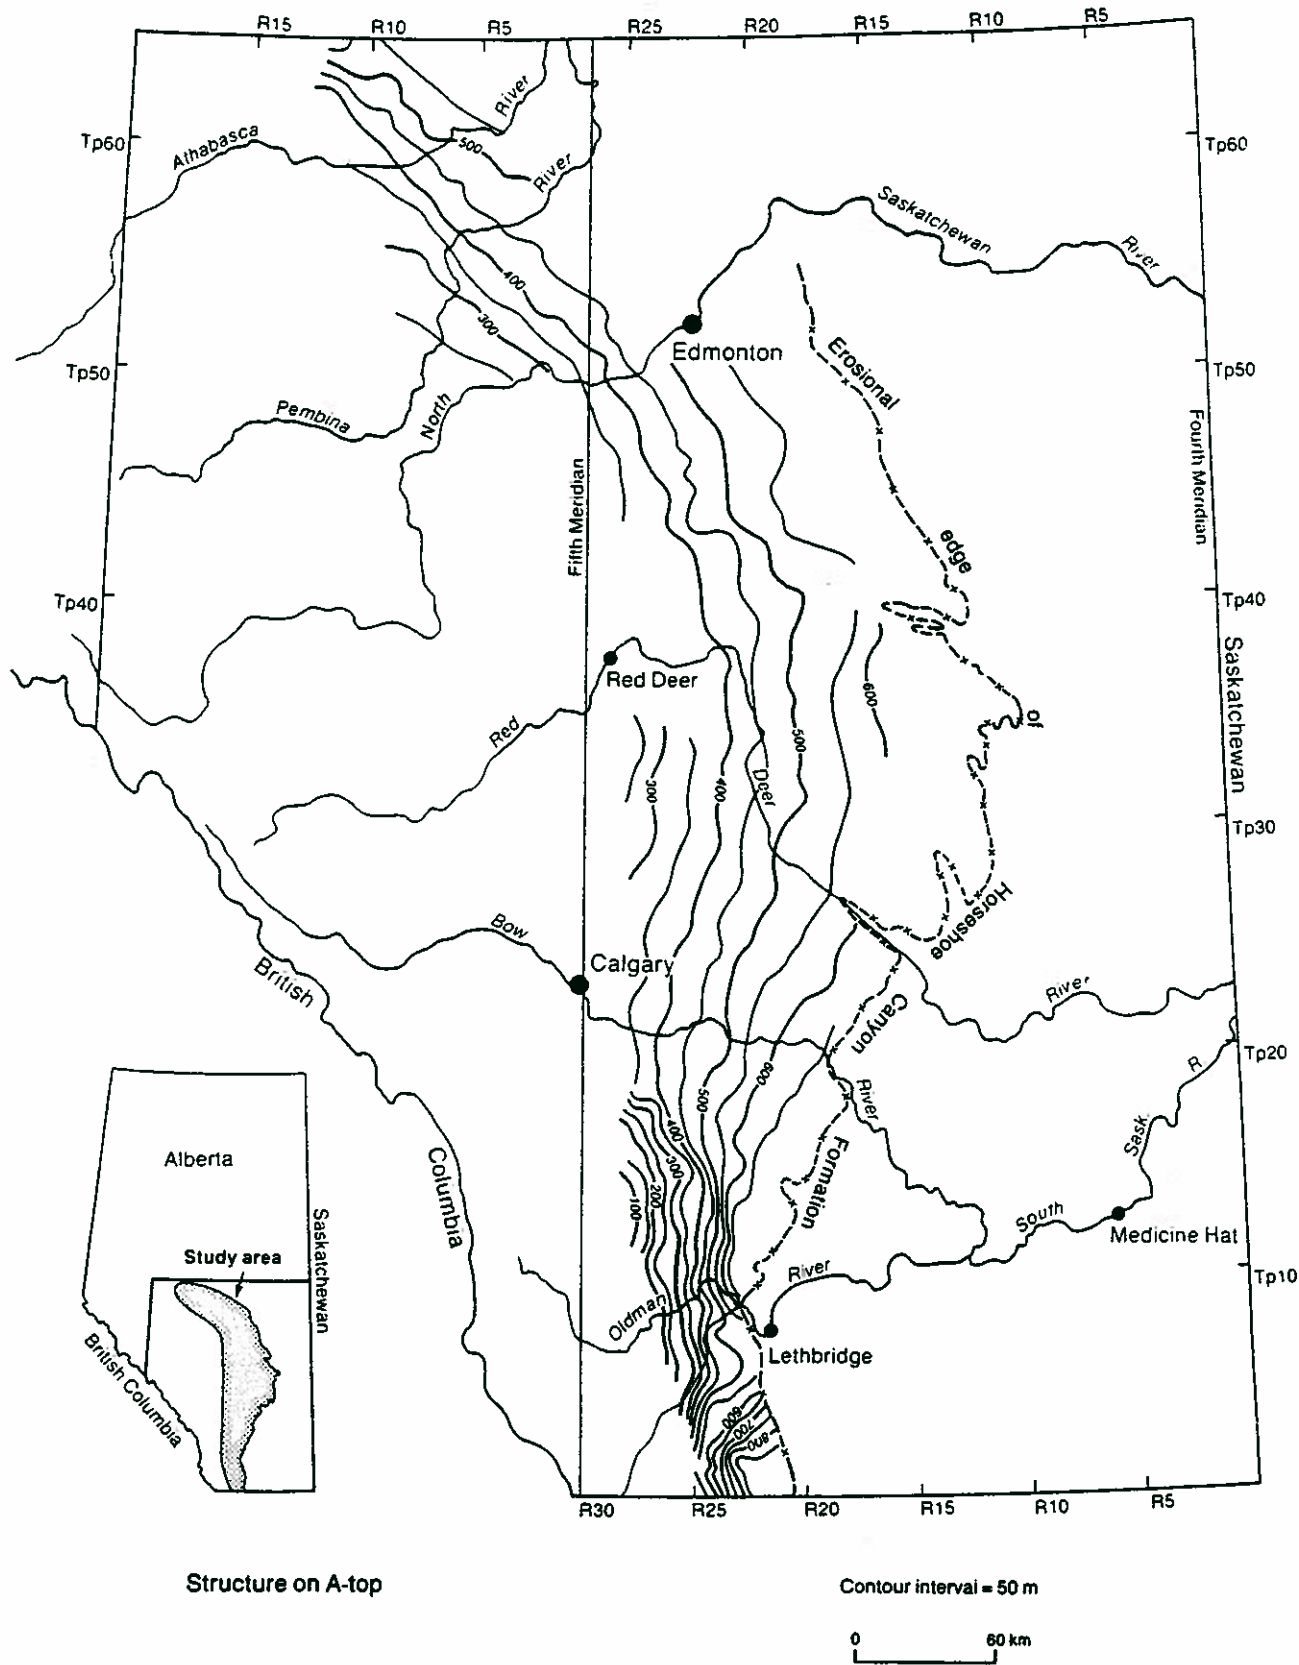 R15 R10 R5 R25 R20 R15 R10 R5
Tp60
Athabasca
River
500
River
Tp60
Saskatchewan
River
400
300
Edmonton
Tp50
Erosional
Tp50
Pembina
North
Fifth Meridian
Fourth Meridian
edge
Tp40
Tp40
Red Deer
600
of
Saskatchewan
Red
500
300
400
Deer
Tp30
Horseshoe
Bow
Calgary
British
River
Canyon
Tp20
600
500
River
R
Alberta
400
300
Sask.
Columbia
200
100
Formation
South
Medicine Hat
Saskatchewan
Study area
River
Tp10
Oldman
Lethbridge
British Columbia
600
700
800
R30 R25 R20 R15 R10 R5
Structure on A-top
Contour interval = 50 m
0 60 km